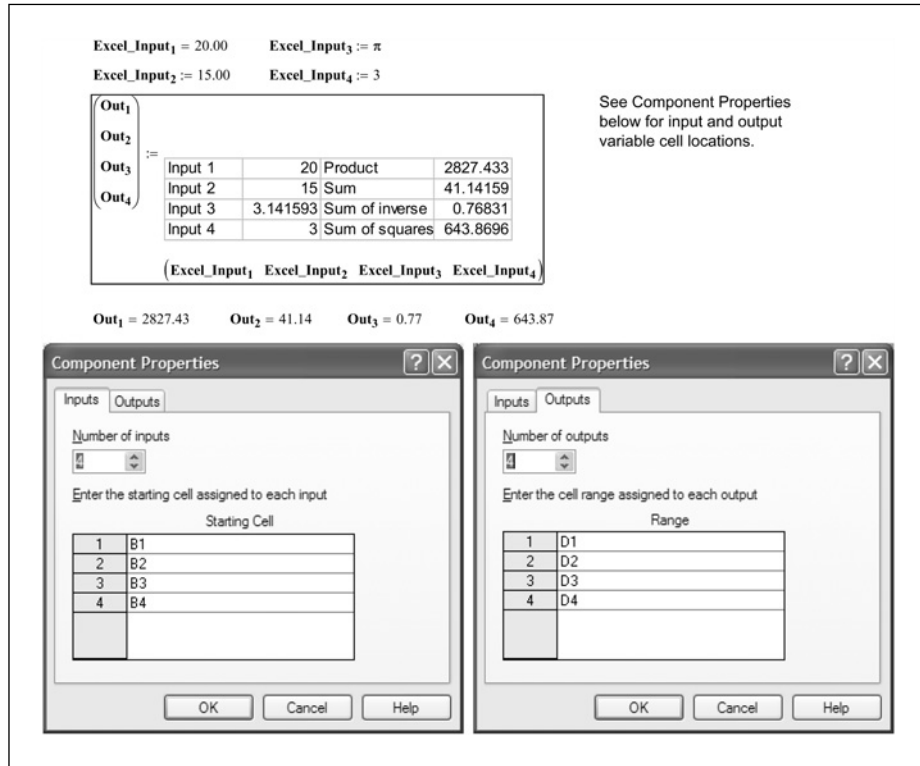 Excel_Input1 = 20.00 Excel_Input3 := π
Excel_Input2 := 15.00 Excel_Input4 := 3
See Component Properties
below for input and output
variable cell locations.
(Out1
Out2
Out3
Out4) :=
Input 1 20 Product 2827.433
Input 2 15 Sum 41.14159
Input 3 3.141593 Sum of inverse 0.76831
Input 4 3 Sum of squares 643.8696
(Excel_Input1 Excel_Input2 Excel_Input3 Excel_Input4)
Out1 = 2827.43 Out2 = 41.14 Out3 = 0.77 Out4 = 643.87
Component Properties
Inputs Outputs
Number of inputs
4
Enter the starting cell assigned to each input
Starting Cell
1 B1
2 B2
3 B3
4 B4
OK Cancel Help
Component Properties
Inputs Outputs
Number of outputs
4
Enter the cell range assigned to each output
Range
1 D1
2 D2
3 D3
4 D4
OK Cancel Help